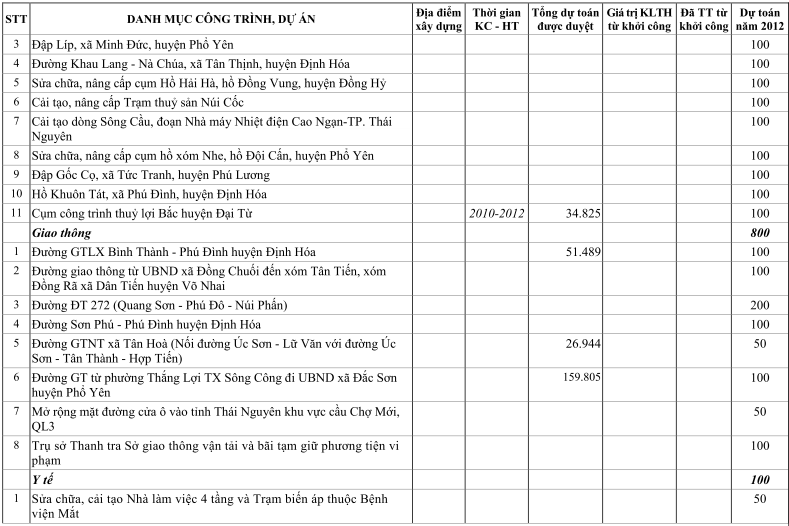 STT DANH MỤC CÔNG TRÌNH, DỰ ÁN Địa điểm xây dựng Thời gian KC - HT Tổng dự toán được duyệt Giá trị KLTH từ khởi công Đã TT từ khởi công Dự toán năm 2012
3 Đập Líp, xã Minh Đức, huyện Phổ Yên 100
4 Đường Khau Lang - Nà Chúa, xã Tân Thịnh, huyện Định Hóa 100
5 Sửa chữa, nâng cấp cụm Hồ Hải Hà, hồ Đồng Vung, huyện Đồng Hỷ 100
6 Cải tạo, nâng cấp Trạm thuỷ sản Núi Cốc 100
7 Cải tạo dòng Sông Cầu, đoạn Nhà máy Nhiệt điện Cao Ngạn-TP. Thái 100
Nguyên
8 Sửa chữa, nâng cấp cụm hồ xóm Nhe, hồ Đội Cấn, huyện Phổ Yên 100
9 Đập Gốc Cọ, xã Tức Tranh, huyện Phú Lương 100
10 Hồ Khuôn Tát, xã Phú Đình, huyện Định Hóa 100
11 Cụm công trình thuỷ lợi Bắc huyện Đại Từ 2010-2012 34.825 100
Giao thông 800
1 Đường GTLX Bình Thành - Phú Đình huyện Định Hóa 51.489 100
2 Đường giao thông từ UBND xã Đồng Chuối đến xóm Tân Tiến, xóm 100
Đồng Rã xã Dân Tiến huyện Võ Nhai
3 Đường ĐT 272 (Quang Sơn - Phú Đô - Núi Phấn) 200
4 Đường Sơn Phú - Phú Đình huyện Định Hóa 100
5 Đường GTNT xã Tân Hoà (Nối đường Úc Sơn - Lữ Văn với đường Úc 26.944 50
Sơn - Tân Thành - Hợp Tiến)
6 Đường GT từ phường Thắng Lợi TX Sông Công đi UBND xã Đắc Sơn 159.805 100
huyện Phổ Yên
7 Mở rộng mặt đường cửa ô vào tỉnh Thái Nguyên khu vực cầu Chợ Mới, 50
QL3
8 Trụ sở Thanh tra Sở giao thông vận tải và bãi tạm giữ phương tiện vi 100
phạm
Y tế 100
1 Sửa chữa, cải tạo Nhà làm việc 4 tầng và Trạm biến áp thuộc Bệnh 50
viện Mắt